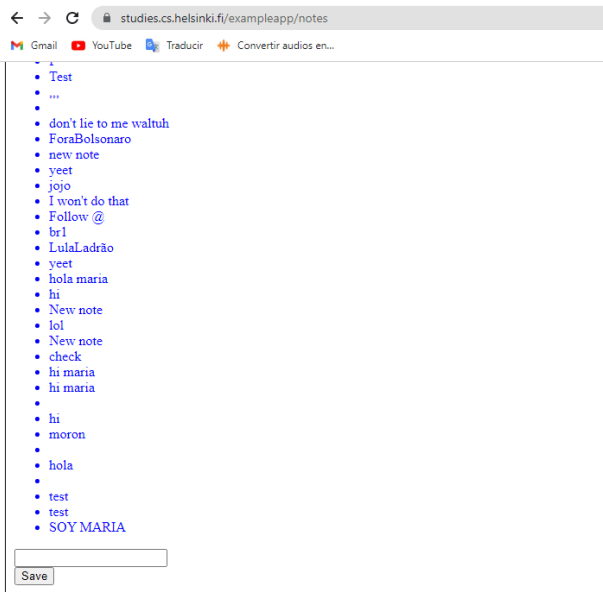 studies.cs.helsinki.fi/exampleapp/notes
Gmail YouTube Traducir Convertir audios en...
Test
,,,
don't lie to me waltuh
ForaBolsonaro
new note
yeet
jojo
I won't do that
Follow @
br1
LulaLadrão
yeet
hola maria
hi
New note
lol
New note
check
hi maria
hi maria
hi
moron
hola
test
test
SOY MARIA
Save